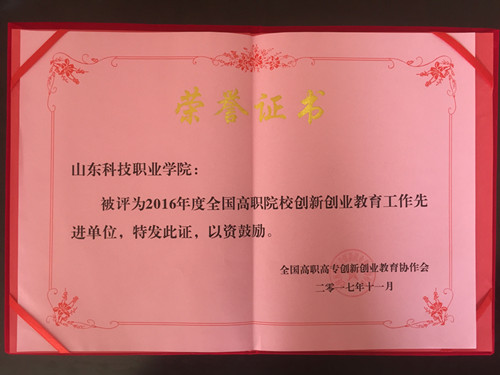 荣誉证书
山东科技职业学院：
被评为2016年度全国高职院校创新创业教育工作先
进单位，特发此证，以资鼓励。
全国高职高专创新创业教育协作会
二〇一七年十一月